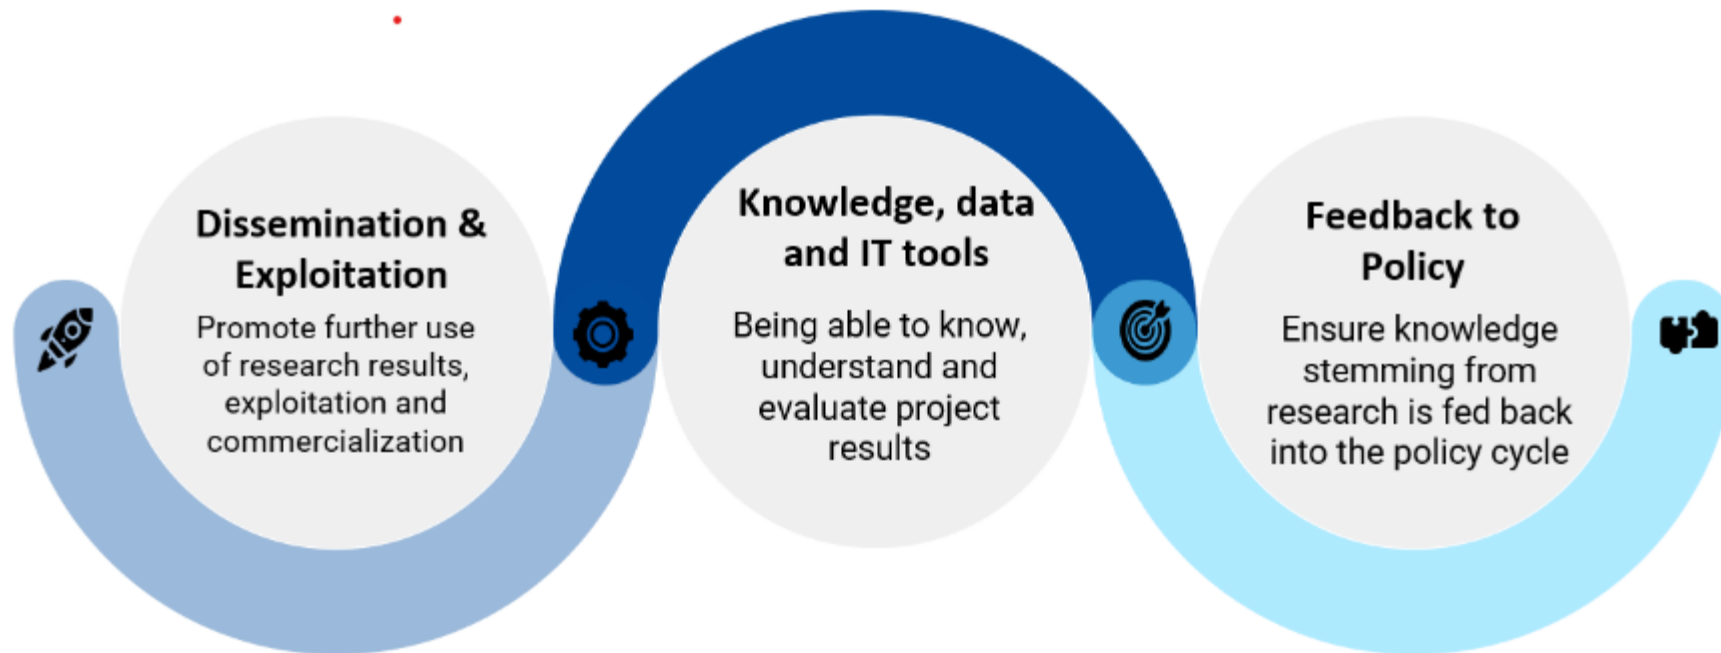 Dissemination &
Exploitation
Promote further use
of research results,
exploitation and
commercialization
Knowledge, data
and IT tools
Being able to know,
understand and
evaluate project
results
Feedback to
Policy
Ensure knowledge
stemming from
research is fed back
into the policy cycle